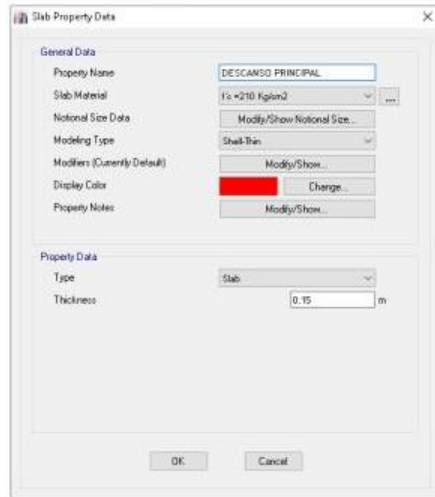 Slab Property Data
General Data
Property Name DESCANSO PRINCIPAL
Slab Material f'c =210 Kg/cm2 ...
Notional Size Data Modify/Show Notional Size...
Modeling Type Shell-Thin
Modifiers (Currently Default) Modify/Show...
Display Color Change...
Property Notes Modify/Show...
Property Data
Type Slab
Thickness 0.15 m
OK Cancel